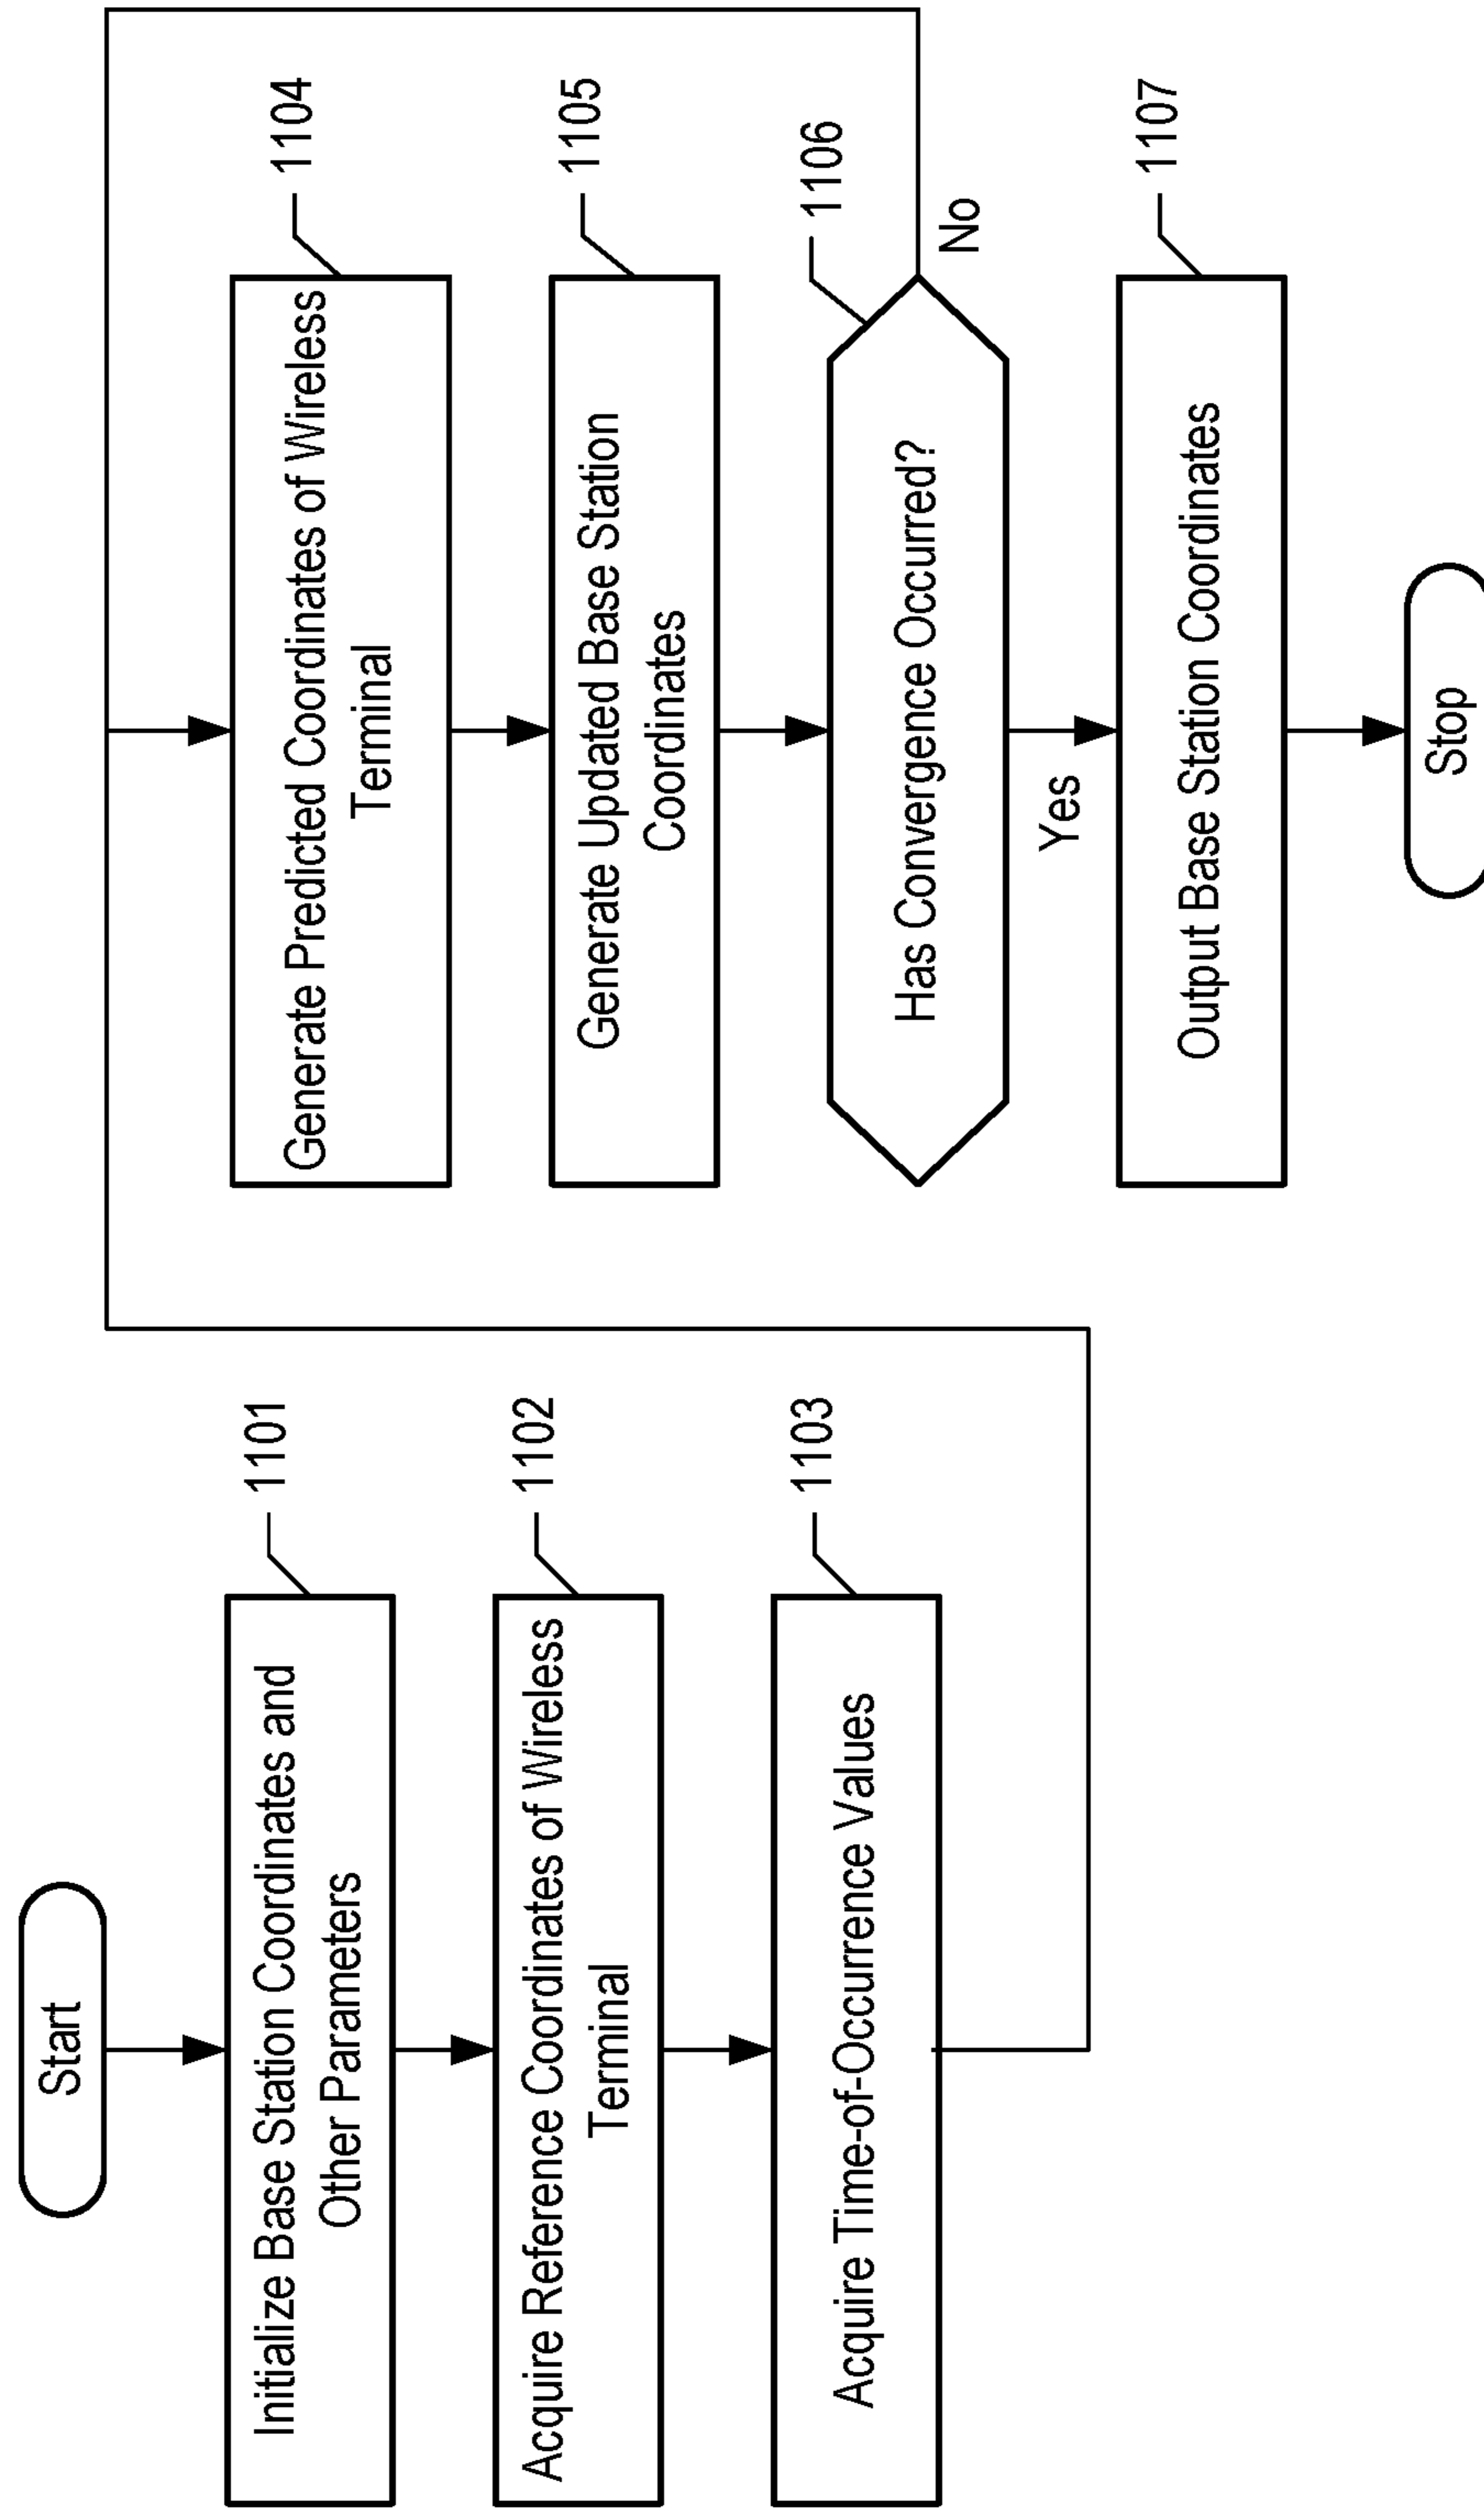 Start
Initialize Base Station Coordinates and
Other Parameters
1101
Acquire Reference Coordinates of Wireless
Terminal
1102
Acquire Time-of-Occurrence Values
1103
Generate Predicted Coordinates of Wireless
Terminal
1104
Generate Updated Base Station
Coordinates
1105
Has Convergence Occurred?
1106
No
Yes
Output Base Station Coordinates
1107
Stop